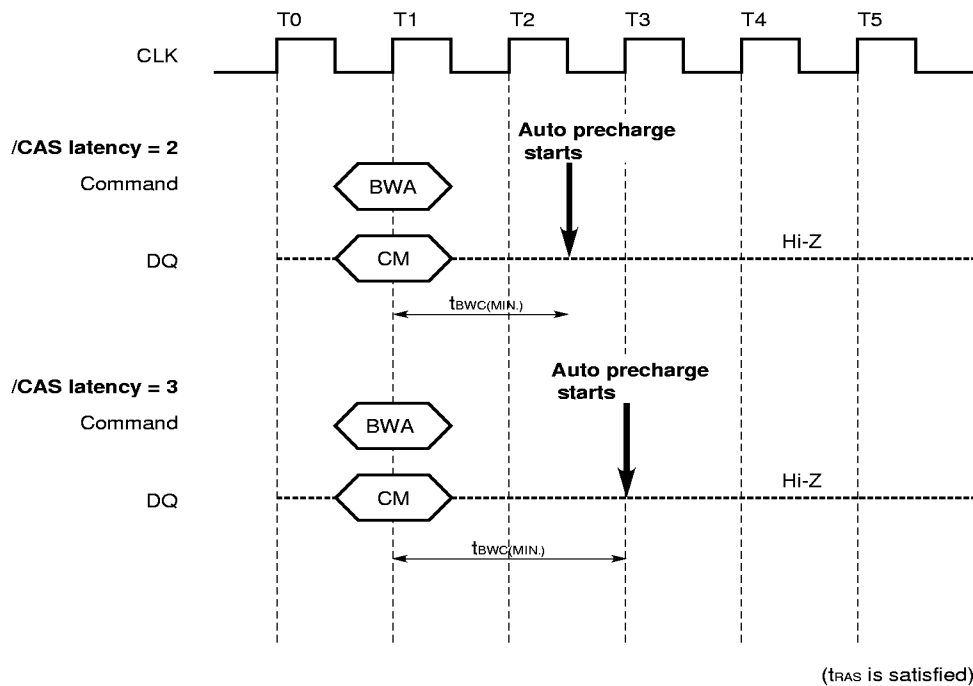 T0 T1 T2 T3 T4 T5
CLK
Auto precharge
starts
/CAS latency = 2
Command
BWA
DQ
CM
Hi-Z
tBWC(MIN.)
Auto precharge
starts
/CAS latency = 3
Command
BWA
DQ
CM
Hi-Z
tBWC(MIN.)
(tRAS is satisfied)